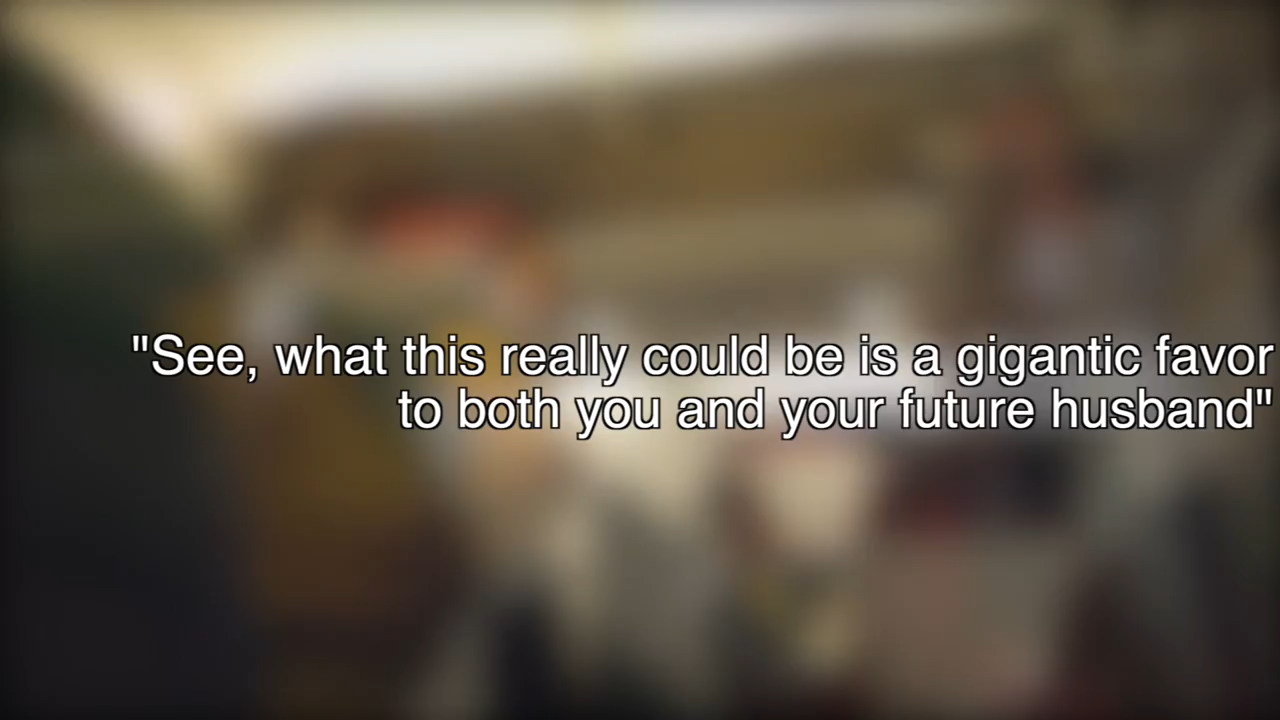 "See, what this really could be is a gigantic favor
to both you and your future husband"